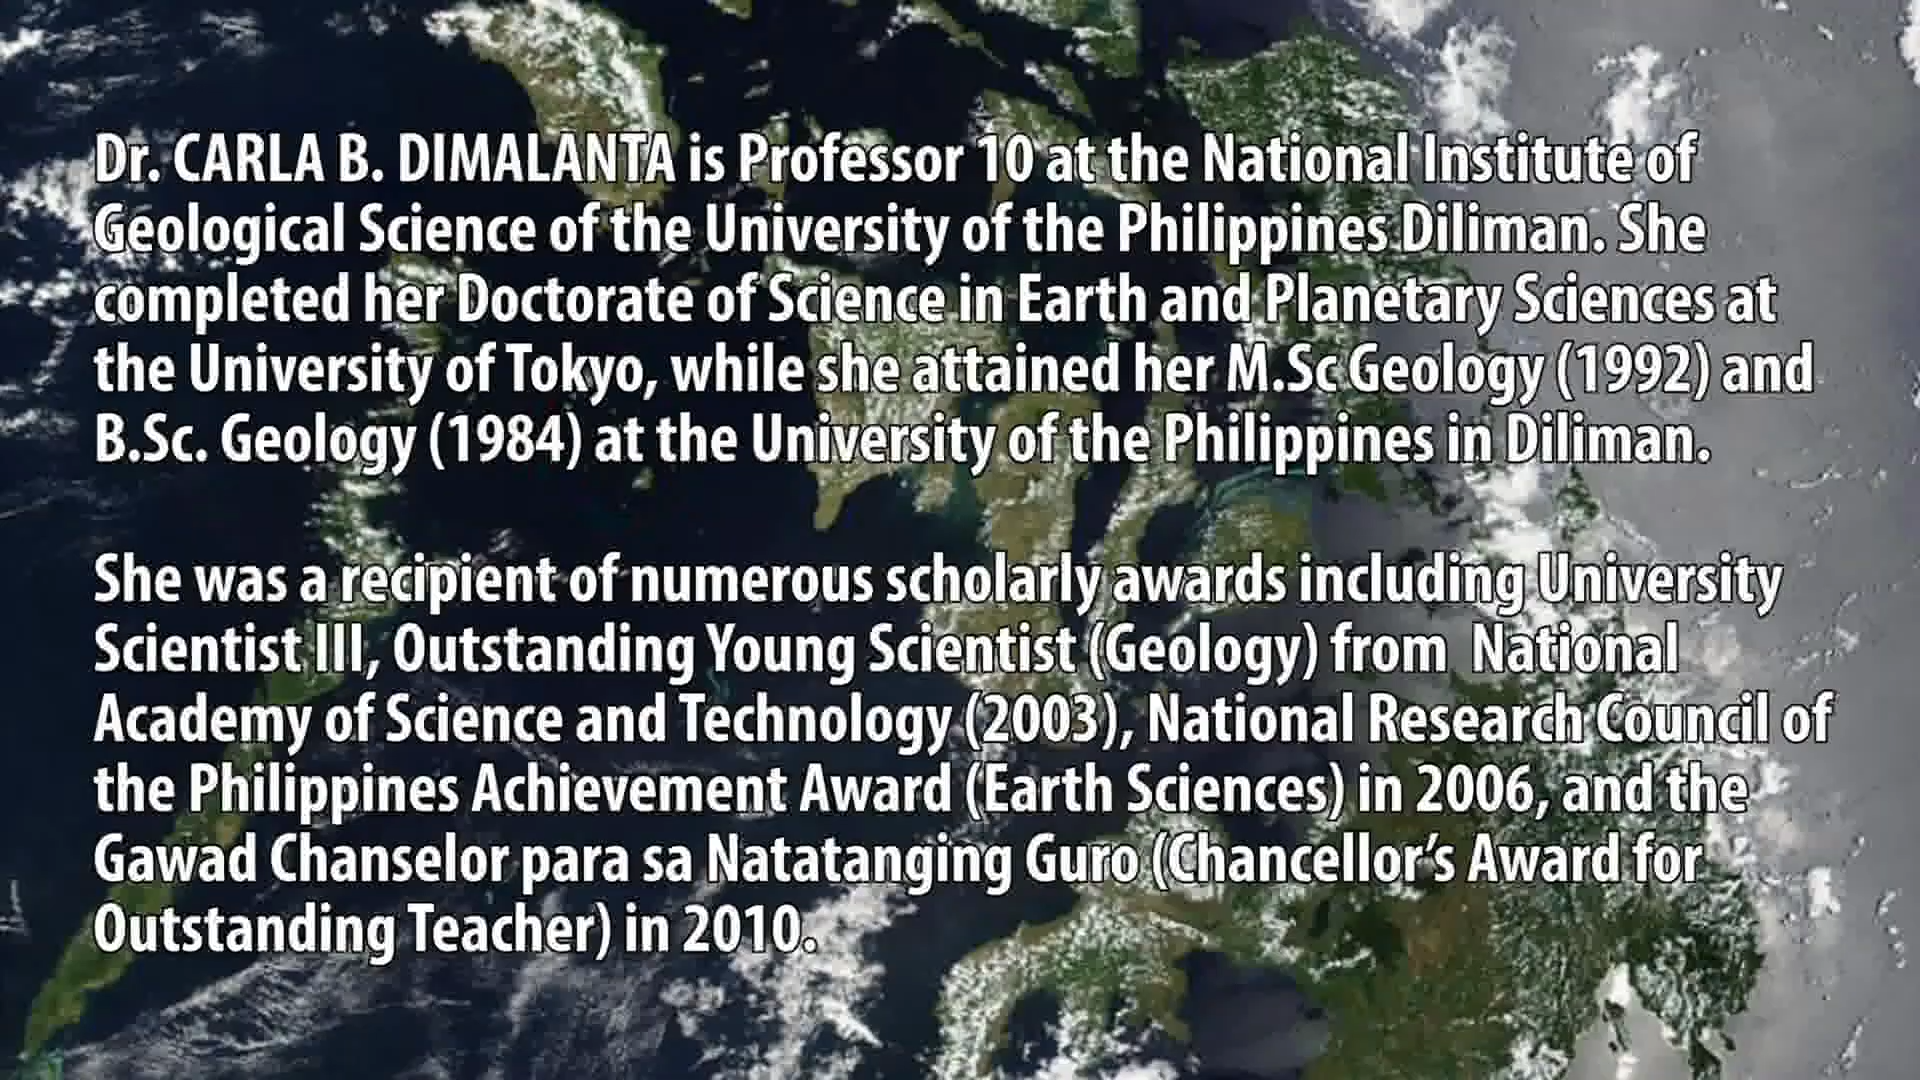 Dr. CARLA B. DIMALANTA is Professor 10 at the National Institute of
Geological Science of the University of the Philippines Diliman. She
completed her Doctorate of Science in Earth and Planetary Sciences at
the University of Tokyo, while she attained her M.Sc Geology (1992) and
B.Sc. Geology (1984) at the University of the Philippines in Diliman.
She was a recipient of numerous scholarly awards including University
Scientist III, Outstanding Young Scientist (Geology) from  National
Academy of Science and Technology (2003), National Research Council of
the Philippines Achievement Award (Earth Sciences) in 2006, and the
Gawad Chanselor para sa Natatanging Guro (Chancellor’s Award for
Outstanding Teacher) in 2010.